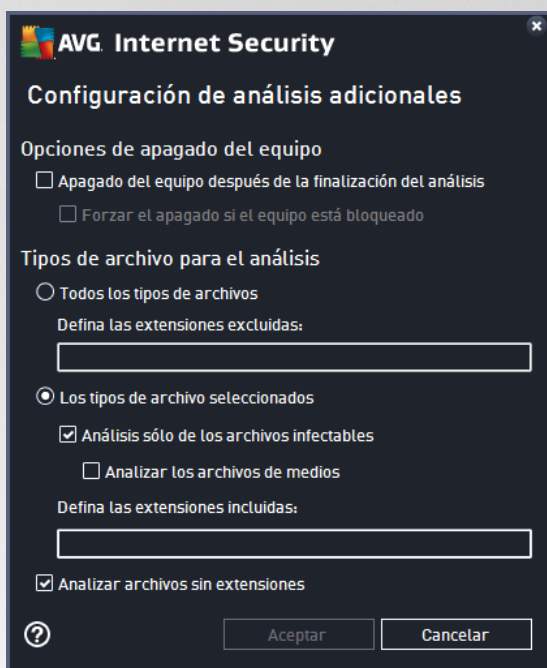 AVG. Internet Security
Configuración de análisis adicionales
Opciones de apagado del equipo
Apagado del equipo después de la finalización del análisis
Forzar el apagado si el equipo está bloqueado
Tipos de archivo para el análisis
Todos los tipos de archivos
Defina las extensiones excluidas:
Los tipos de archivo seleccionados
Análisis sólo de los archivos infectables
Analizar los archivos de medios
Defina las extensiones incluidas:
Analizar archivos sin extensiones
Aceptar
Cancelar